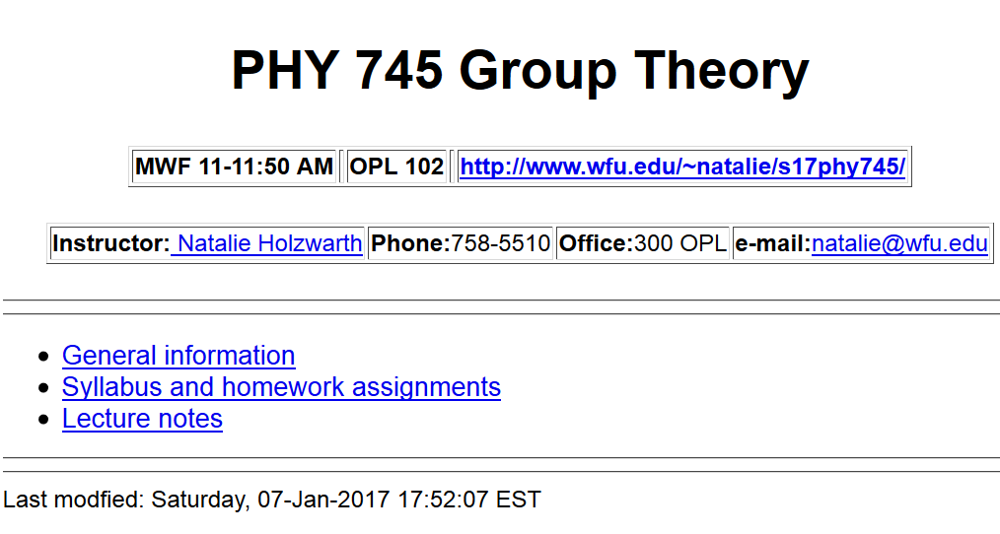 PHY 745 Group Theory
MWF 11-11:50 AM OPL 102 http://www.wfu.edu/~natalie/s17phy745/
Instructor: Natalie Holzwarth Phone:758-5510 Office:300 OPL e-mail:natalie@wfu.edu
General information
Syllabus and homework assignments
Lecture notes
Last modfied: Saturday, 07-Jan-2017 17:52:07 EST